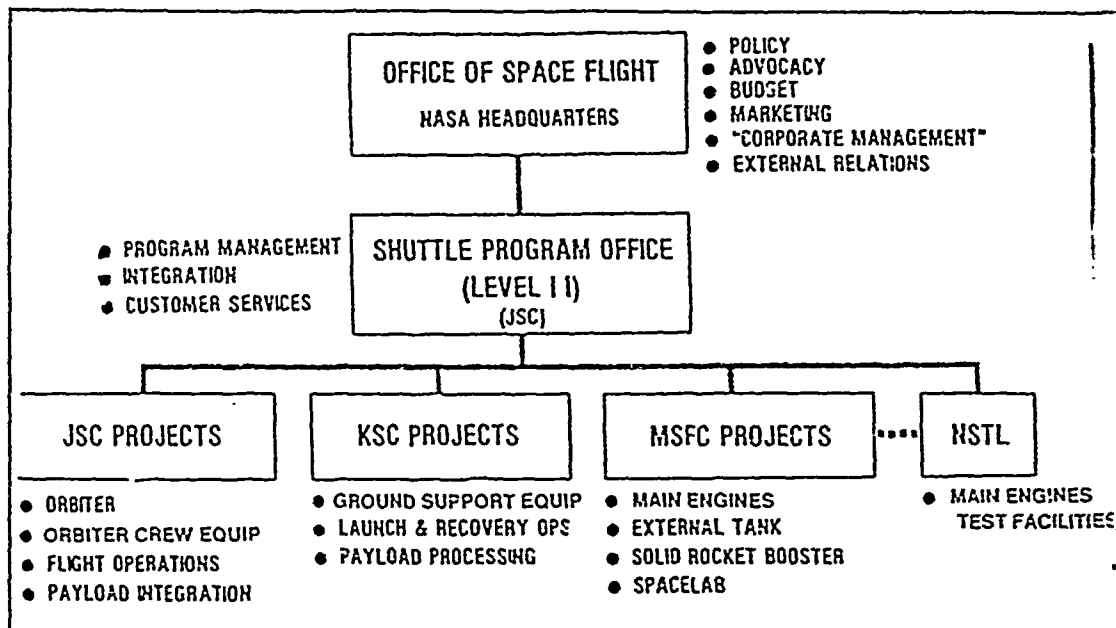 OFFICE OF SPACE FLIGHT
NASA HEADQUARTERS
● POLICY
● ADVOCACY
● BUDGET
● MARKETING
● "CORPORATE MANAGEMENT"
● EXTERNAL RELATIONS
● PROGRAM MANAGEMENT
● INTEGRATION
● CUSTOMER SERVICES
SHUTTLE PROGRAM OFFICE
(LEVEL II)
(JSC)
JSC PROJECTS
● ORBITER
● ORBITER CREW EQUIP
● FLIGHT OPERATIONS
● PAYLOAD INTEGRATION
KSC PROJECTS
● GROUND SUPPORT EQUIP
● LAUNCH & RECOVERY OPS
● PAYLOAD PROCESSING
MSFC PROJECTS
● MAIN ENGINES
● EXTERNAL TANK
● SOLID ROCKET BOOSTER
● SPACELAB
NSTL
● MAIN ENGINES
TEST FACILITIES